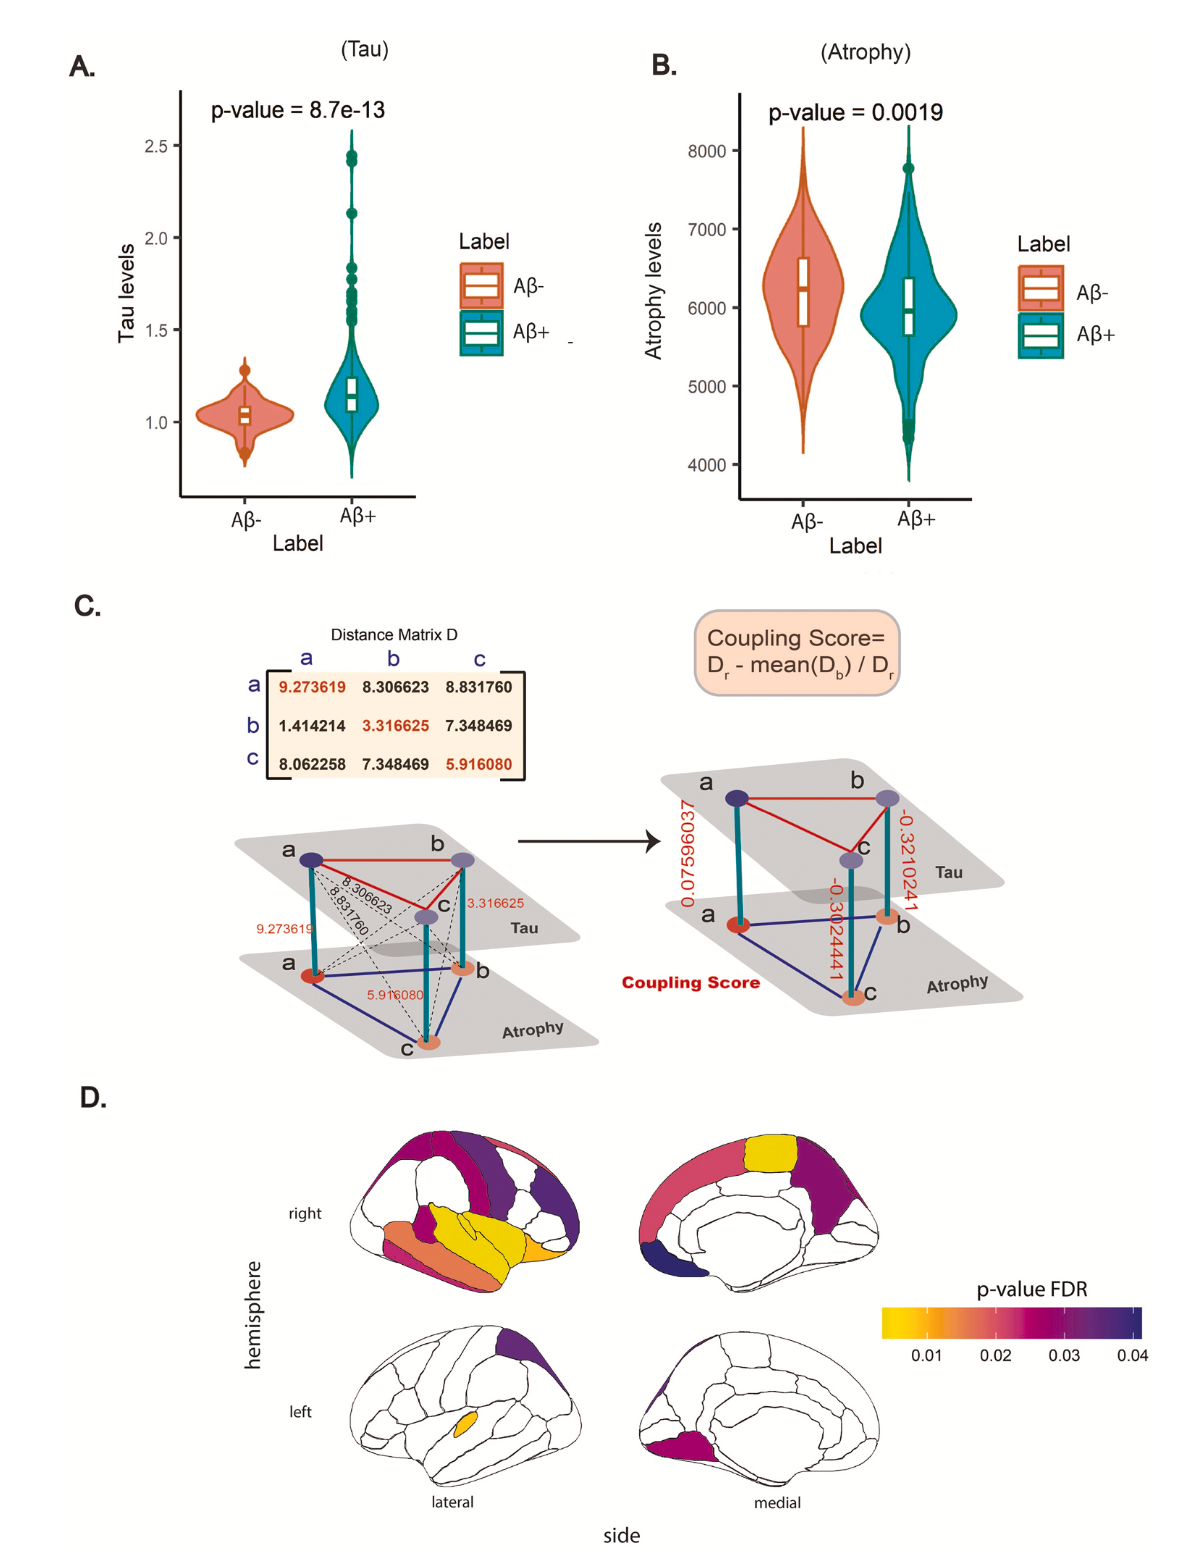 A.
(Tau)
p-value = 8.7e-13
Tau levels
2.5
2.0
1.5
1.0
Aβ-
Aβ+
Label
Label
Aβ-
Aβ+
-
B.
(Atrophy)
p-value = 0.0019
Atrophy levels
8000
7000
6000
5000
4000
Aβ-
Aβ+
Label
Label
Aβ-
Aβ+
C.
Distance Matrix D
a b c
a 9.273619 8.306623 8.831760
b 1.414214 3.316625 7.348469
c 8.062258 7.348469 5.916080
Coupling Score=
Dr - mean(Db) / Dr
a
b
c
8.306623
8.831760
9.273619
3.316625
5.916080
Tau
a
b
c
Atrophy
a
b
c
0.07596037
-0.3210241
-0.3024441
Tau
a
b
c
Atrophy
Coupling Score
D.
hemisphere
right
left
lateral
medial
side
p-value FDR
0.01 0.02 0.03 0.04